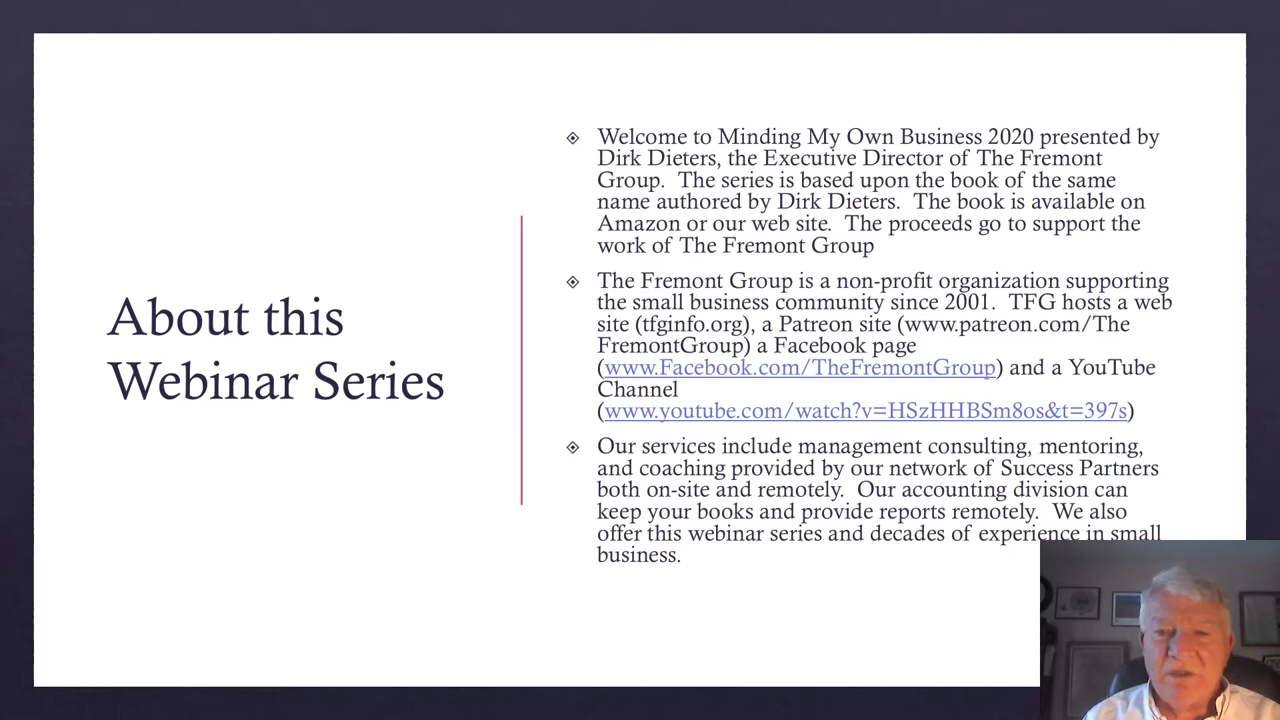 About this
Webinar Series
Welcome to Minding My Own Business 2020 presented by
Dirk Dieters, the Executive Director of The Fremont
Group.  The series is based upon the book of the same
name authored by Dirk Dieters.  The book is available on
Amazon or our web site.  The proceeds go to support the
work of The Fremont Group
The Fremont Group is a non-profit organization supporting
the small business community since 2001.  TFG hosts a web
site (tfginfo.org), a Patreon site (www.patreon.com/The
FremontGroup) a Facebook page
(www.Facebook.com/TheFremontGroup) and a YouTube
Channel
(www.youtube.com/watch?v=HSzHHBSm8os&t=397s)
Our services include management consulting, mentoring,
and coaching provided by our network of Success Partners
both on-site and remotely.  Our accounting division can
keep your books and provide reports remotely.  We also
offer this webinar series and decades of experience in small
business.